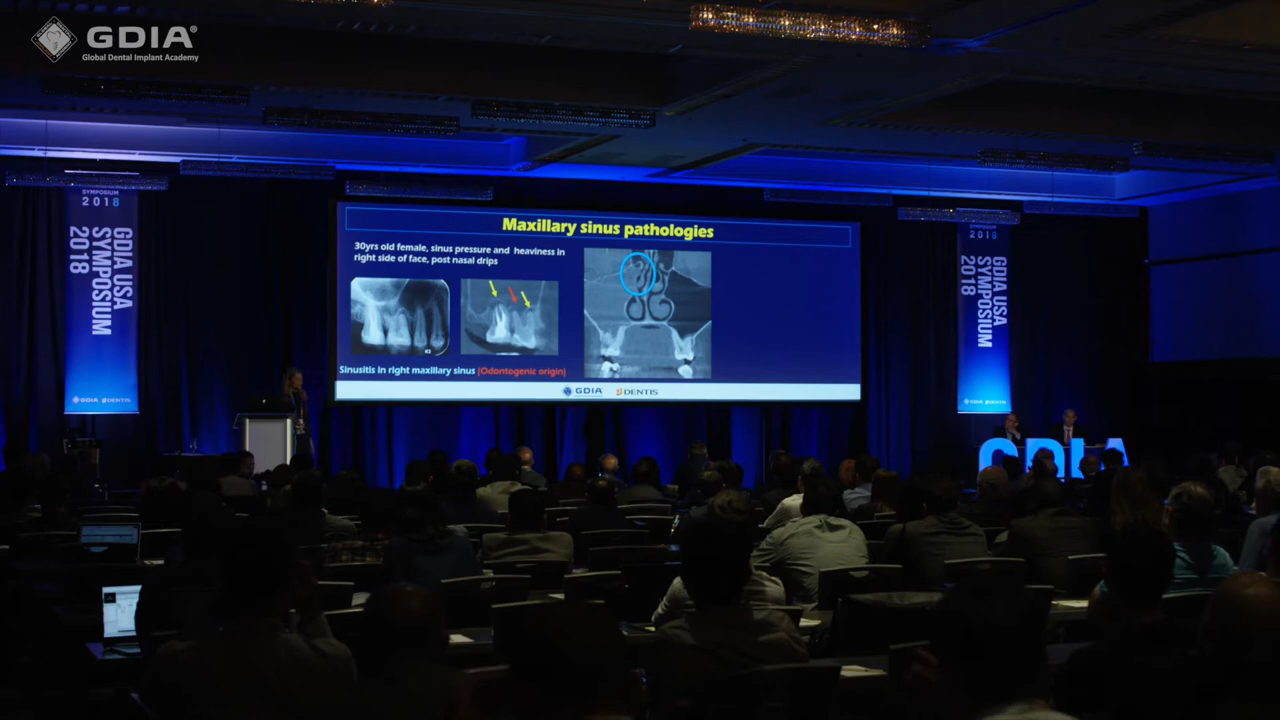 GDIA®
Global Dental Implant Academy
SYMPOSIUM
2018
GDIA USA
SYMPOSIUM
2018
GDIA DENTIS
Maxillary sinus pathologies
30yrs old female, sinus pressure and heaviness in
right side of face, post nasal drips
Sinusitis in right maxillary sinus (Odontogenic origin)
GDIA DENTIS
SYMPOSIUM
2018
GDIA USA
SYMPOSIUM
2018
GDIA DENTIS
GDIA